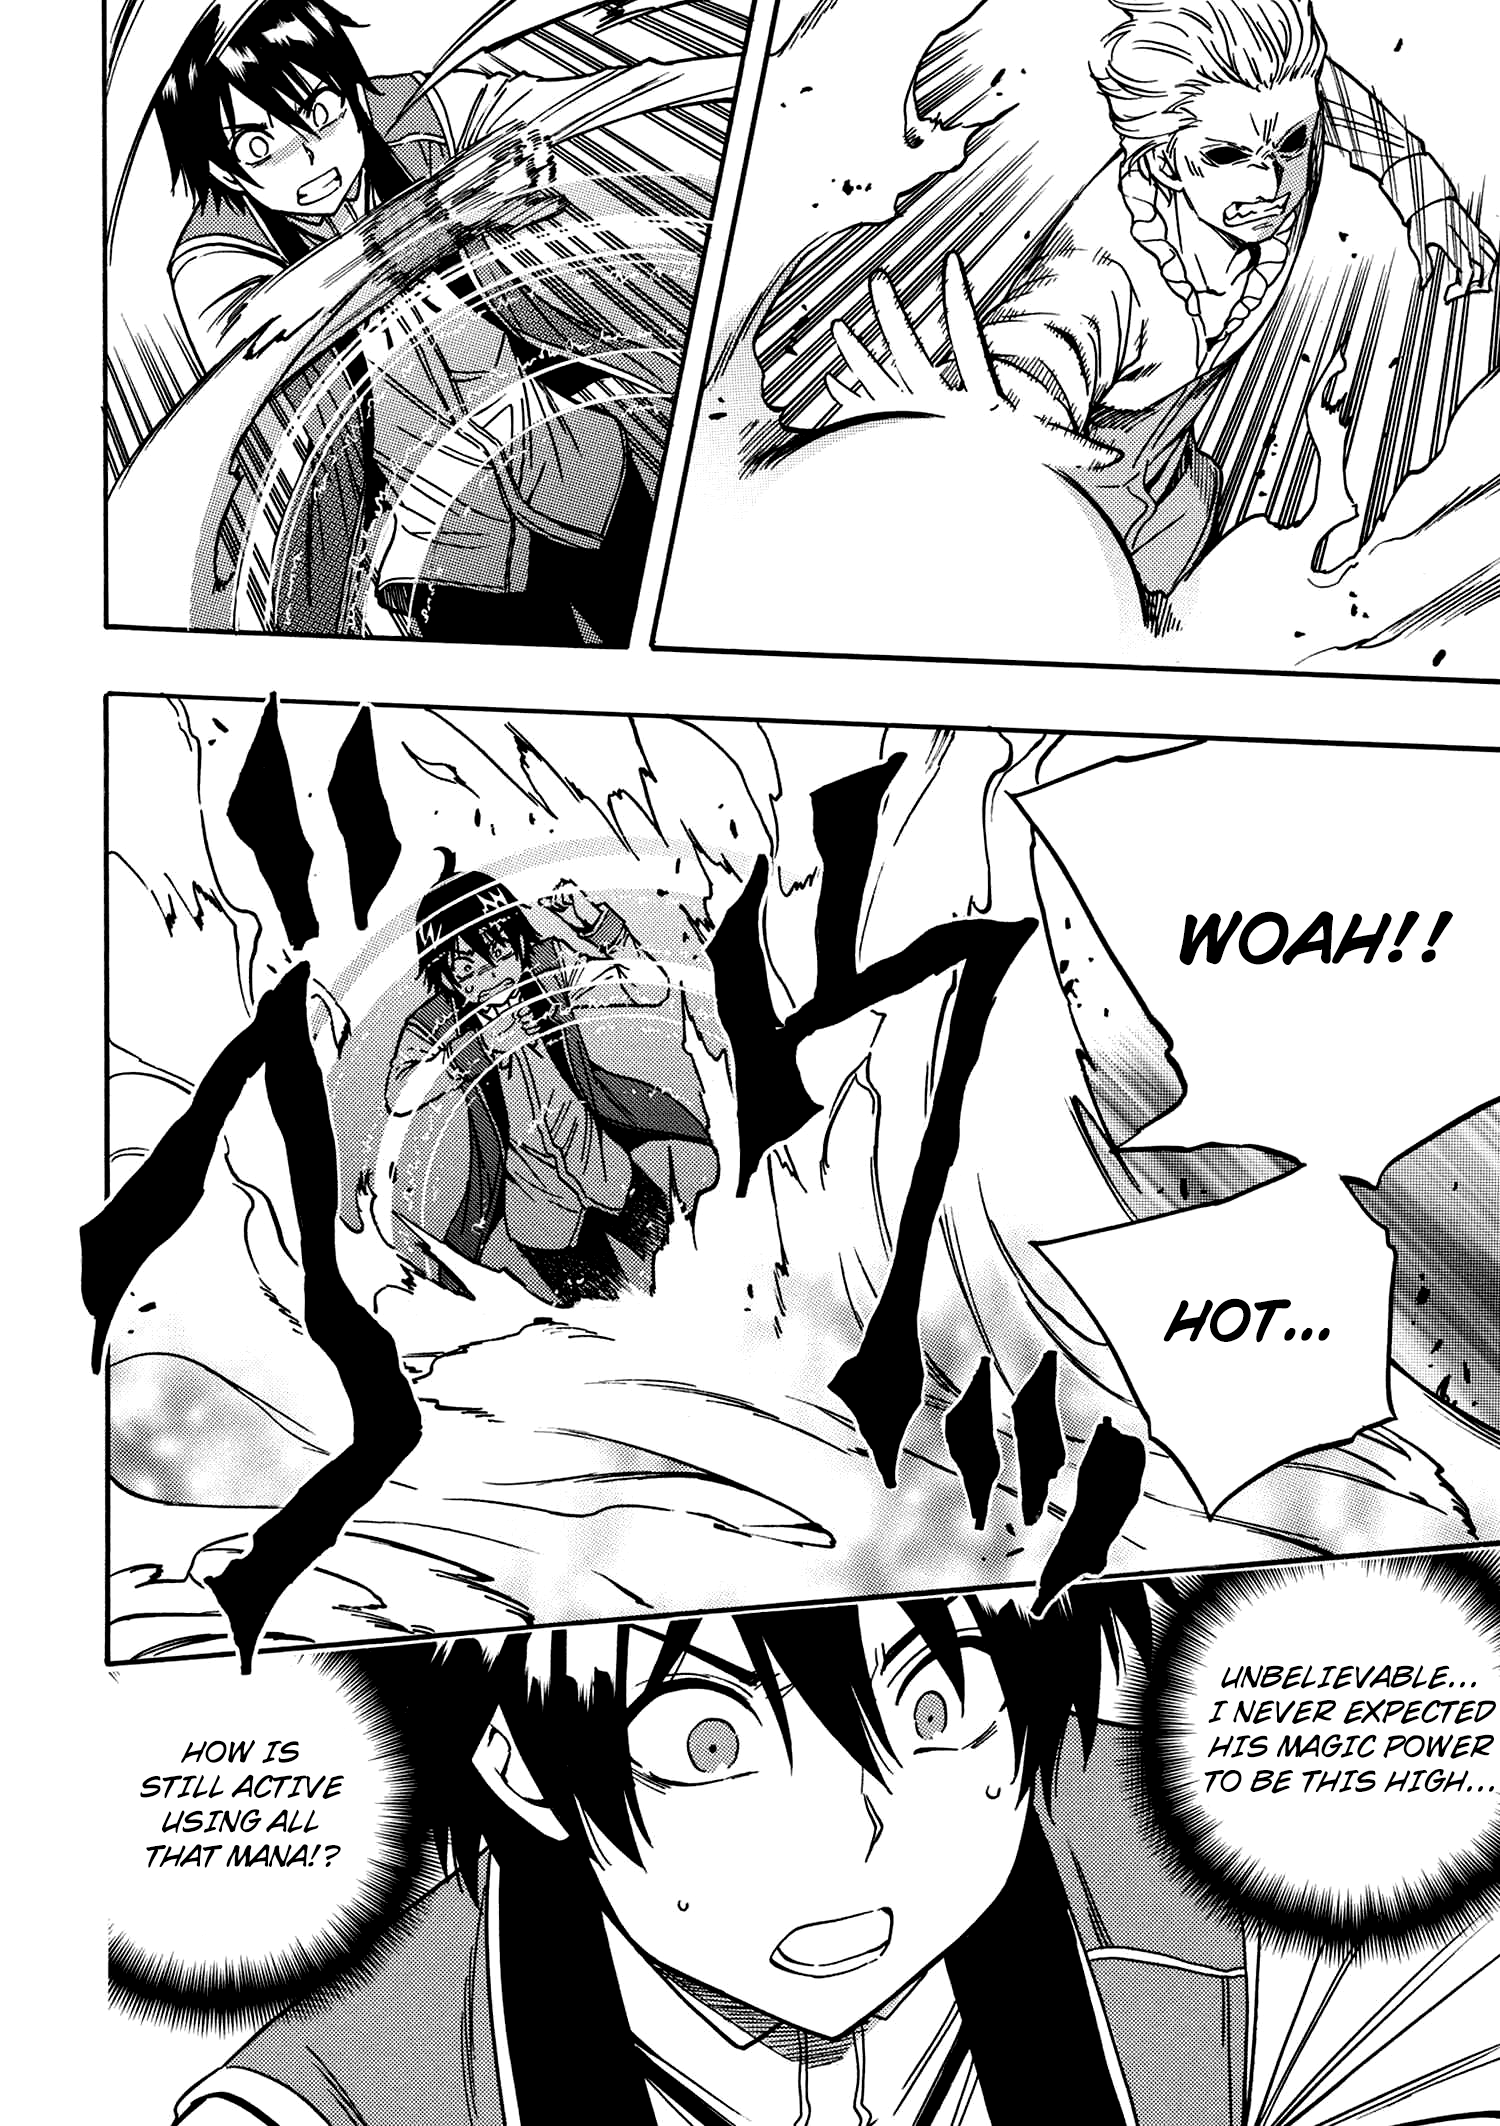 WOAH!!
HOT...
UNBELIEVABLE...
I NEVER EXPECTED
HIS MAGIC POWER
TO BE THIS HIGH...
HOW IS
STILL ACTIVE
USING ALL
THAT MANA!?